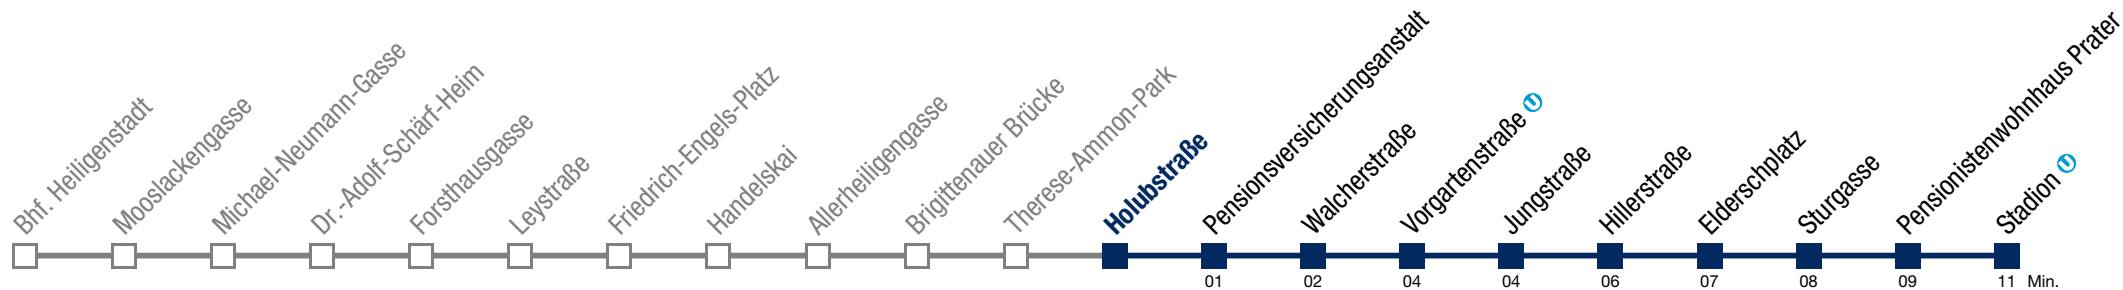 Bhf. Heiligenstadt
Mooslackengasse
Michael-Neumann-Gasse
Dr.-Adolf-Schärf-Heim
Forsthausgasse
Leystraße
Friedrich-Engels-Platz
Handelskai
Allerheiligengasse
Brigittenauer Brücke
Therese-Ammon-Park
Holubstraße
Pensionsversicherungsanstalt
Walcherstraße
Vorgartenstraße U
Jungstraße
Hillerstraße
Elderschplatz
Sturgasse
Pensionistenwohnhaus Prater
Stadion U
01 02 04 04 06 07 08 09 11 Min.